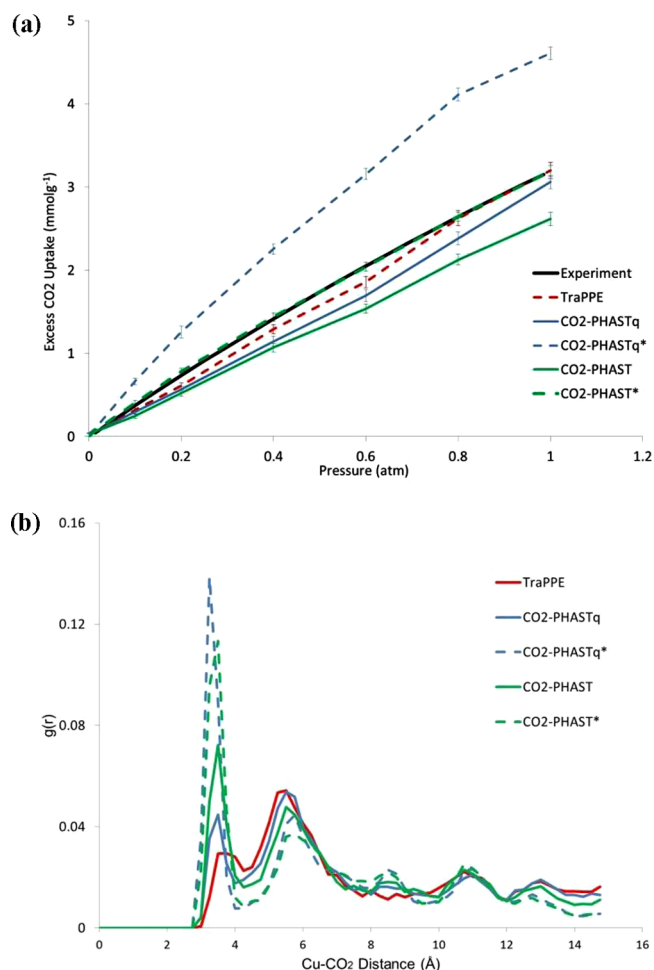 (a)
5
4
3
2
1
0
Excess CO2 Uptake (mmolg⁻¹)
0
0.2
0.4
0.6
0.8
1
1.2
Pressure (atm)
Experiment
TraPPE
CO2-PHASTq
CO2-PHASTq*
CO2-PHAST
CO2-PHAST*
(b)
0.16
0.12
0.08
0.04
0
g(r)
0
2
4
6
8
10
12
14
16
Cu-CO₂ Distance (Å)
TraPPE
CO2-PHASTq
CO2-PHASTq*
CO2-PHAST
CO2-PHAST*